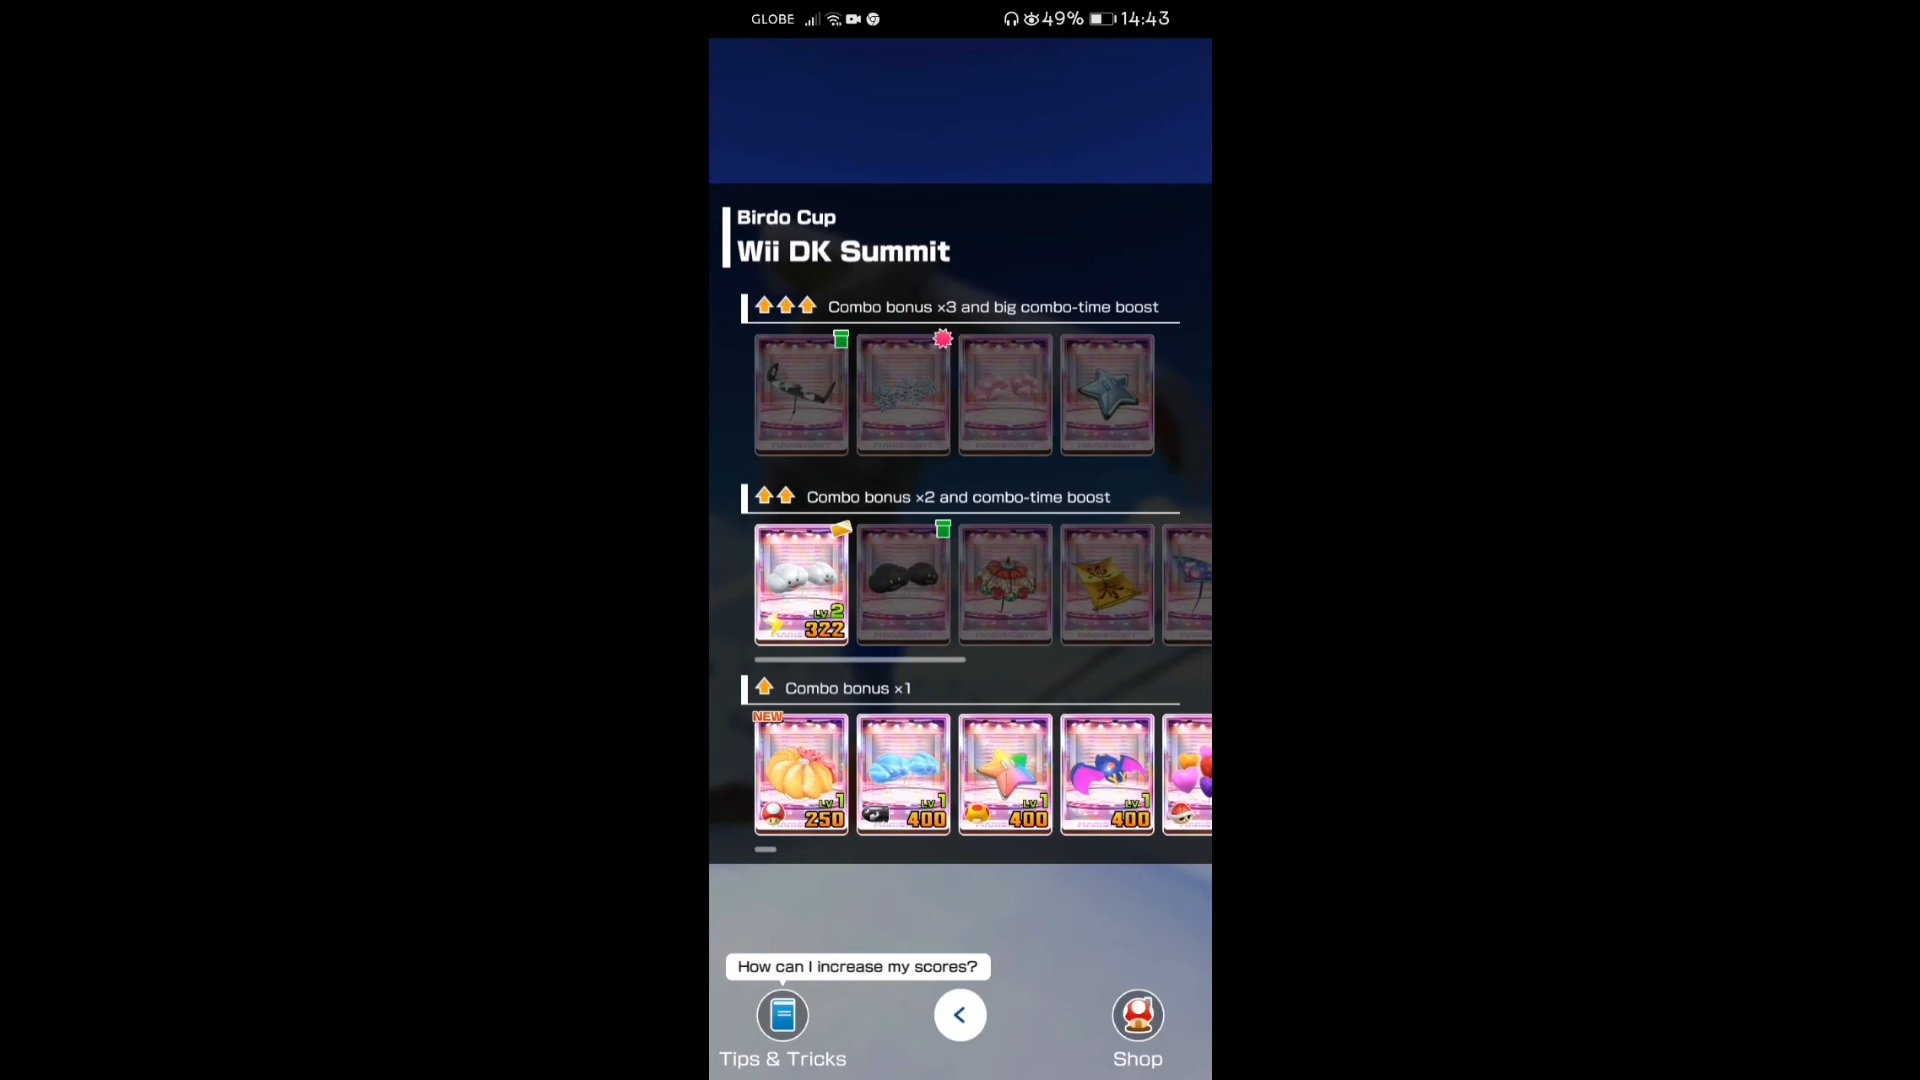 GLOBE 49% 14:43
Birdo Cup
Wii DK Summit
Combo bonus ×3 and big combo-time boost
Combo bonus ×2 and combo-time boost
LV.2
322
Combo bonus ×1
NEW
LV.1 LV.1 LV.1 LV.1
250 400 400 400
How can I increase my scores?
<
Tips & Tricks Shop